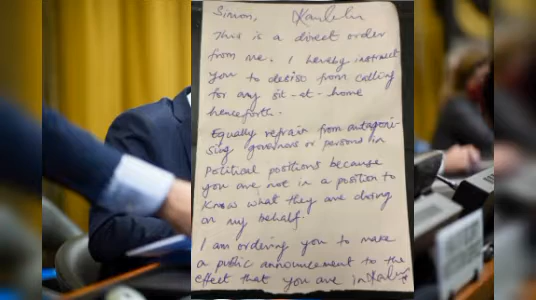 Simon,
This is a direct order
from me. I hereby instruct
you to desist from calling
for any sit-at-home
henceforth.
Equally refrain from antagoni-
sing governors or persons in
political positions because
you are not in a position to
know what they are doing
on my behalf.
I am ordering you to make
a public announcement to the
effect that you are in